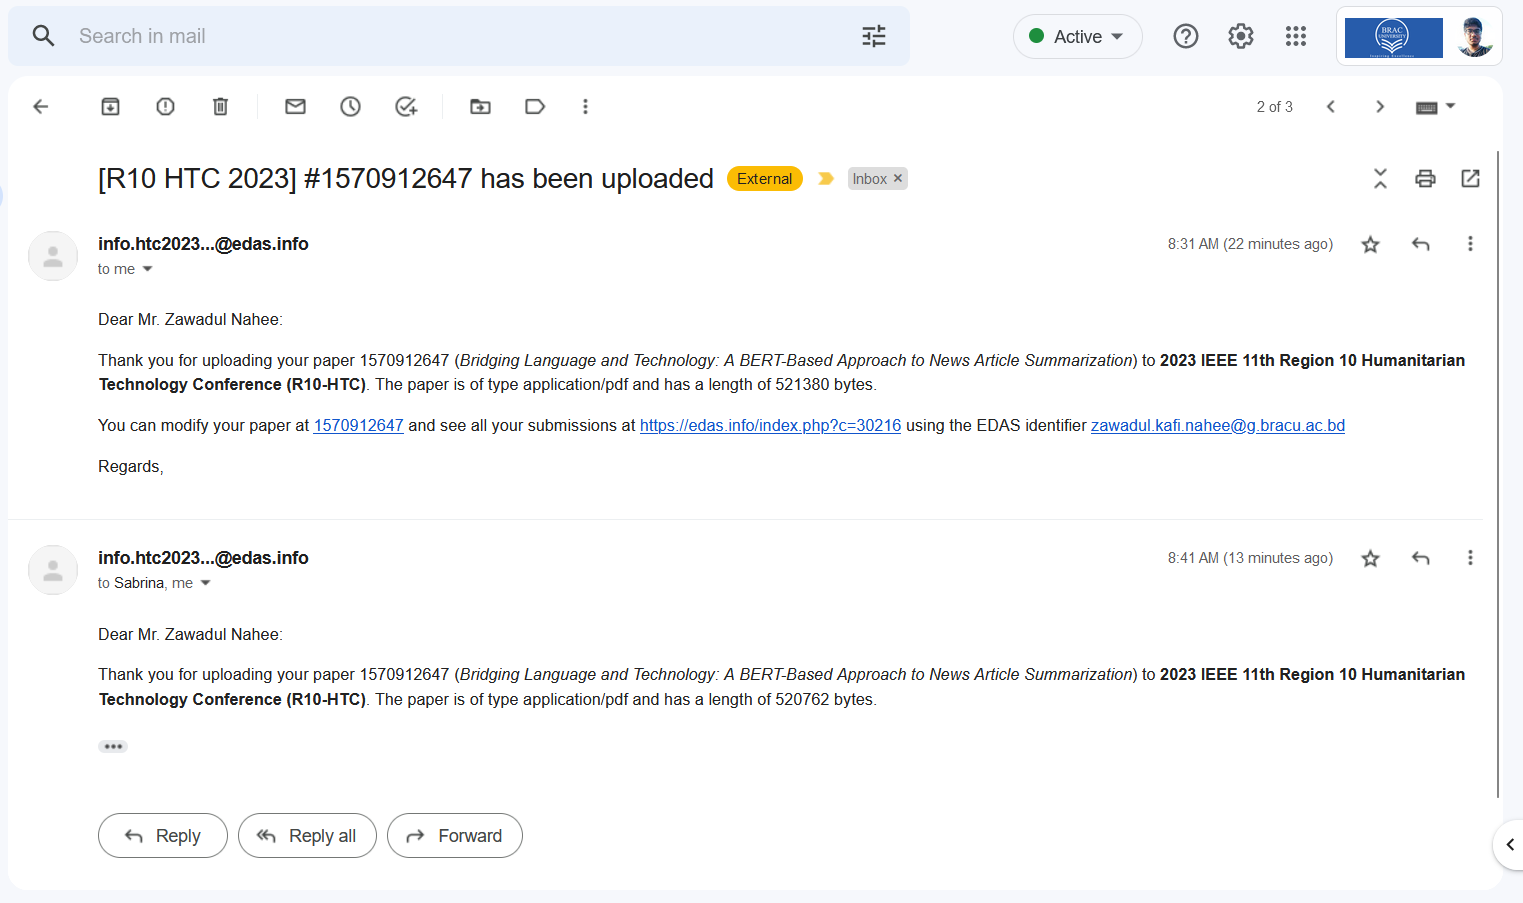 Search in mail
Active
BRAC
UNIVERSITY
Inspiring Excellence
2 of 3
[R10 HTC 2023] #1570912647 has been uploaded External Inbox ×
info.htc2023...@edas.info
8:31 AM (22 minutes ago)
to me
Dear Mr. Zawadul Nahee:
Thank you for uploading your paper 1570912647 (Bridging Language and Technology: A BERT-Based Approach to News Article Summarization) to 2023 IEEE 11th Region 10 Humanitarian
Technology Conference (R10-HTC). The paper is of type application/pdf and has a length of 521380 bytes.
You can modify your paper at 1570912647 and see all your submissions at https://edas.info/index.php?c=30216 using the EDAS identifier zawadul.kafi.nahee@g.bracu.ac.bd
Regards,
info.htc2023...@edas.info
8:41 AM (13 minutes ago)
to Sabrina, me
Dear Mr. Zawadul Nahee:
Thank you for uploading your paper 1570912647 (Bridging Language and Technology: A BERT-Based Approach to News Article Summarization) to 2023 IEEE 11th Region 10 Humanitarian
Technology Conference (R10-HTC). The paper is of type application/pdf and has a length of 520762 bytes.
Reply
Reply all
Forward